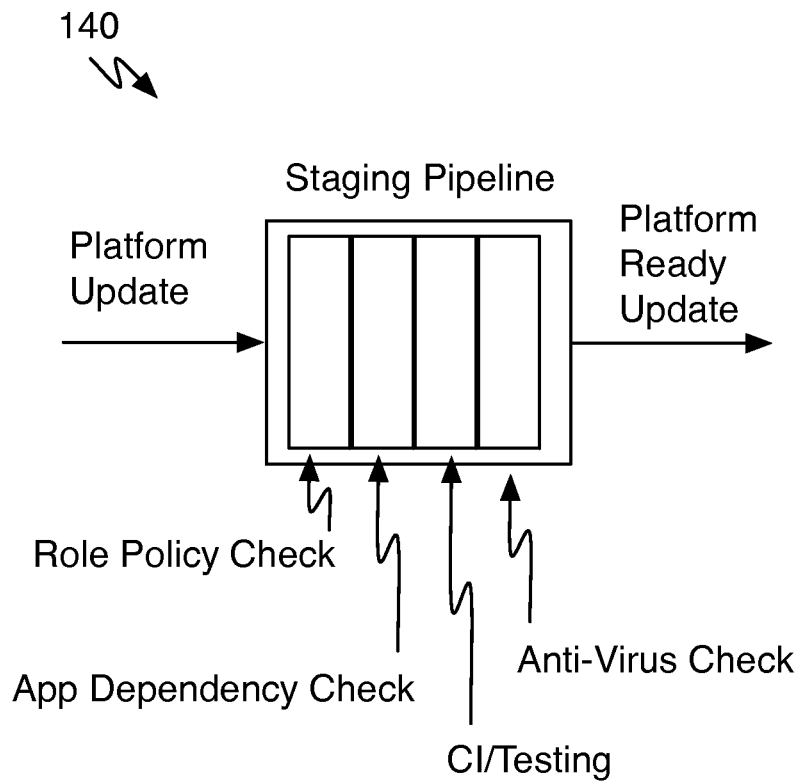 140
Staging Pipeline
Platform
Update
Platform
Ready
Update
Role Policy Check
App Dependency Check
Anti-Virus Check
CI/Testing